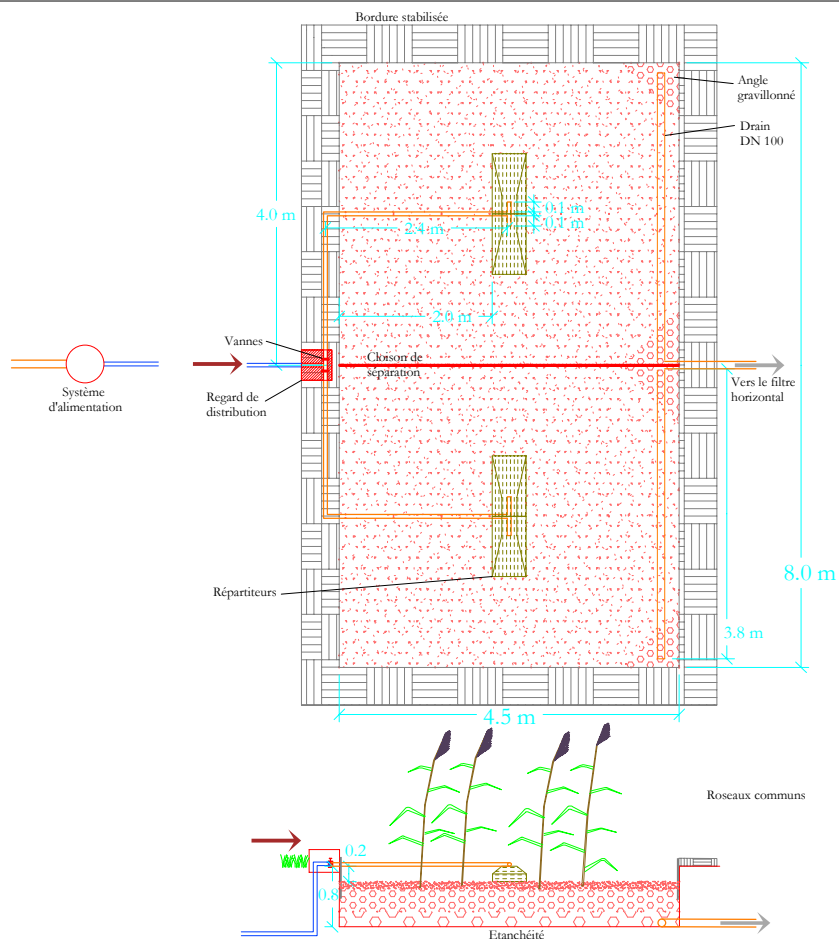 Bordure stabilisée
Angle
gravillonné
Drain
DN 100
4.0 m
0.1 m
0.1 m
2.4 m
2.0 m
Vannes
Cloison de
séparation
Système
d'alimentation
Regard de
distribution
Vers le filtre
horizontal
Répartiteurs
8.0 m
3.8 m
4.5 m
Roseaux communs
0.2
0.8
Etanchéité